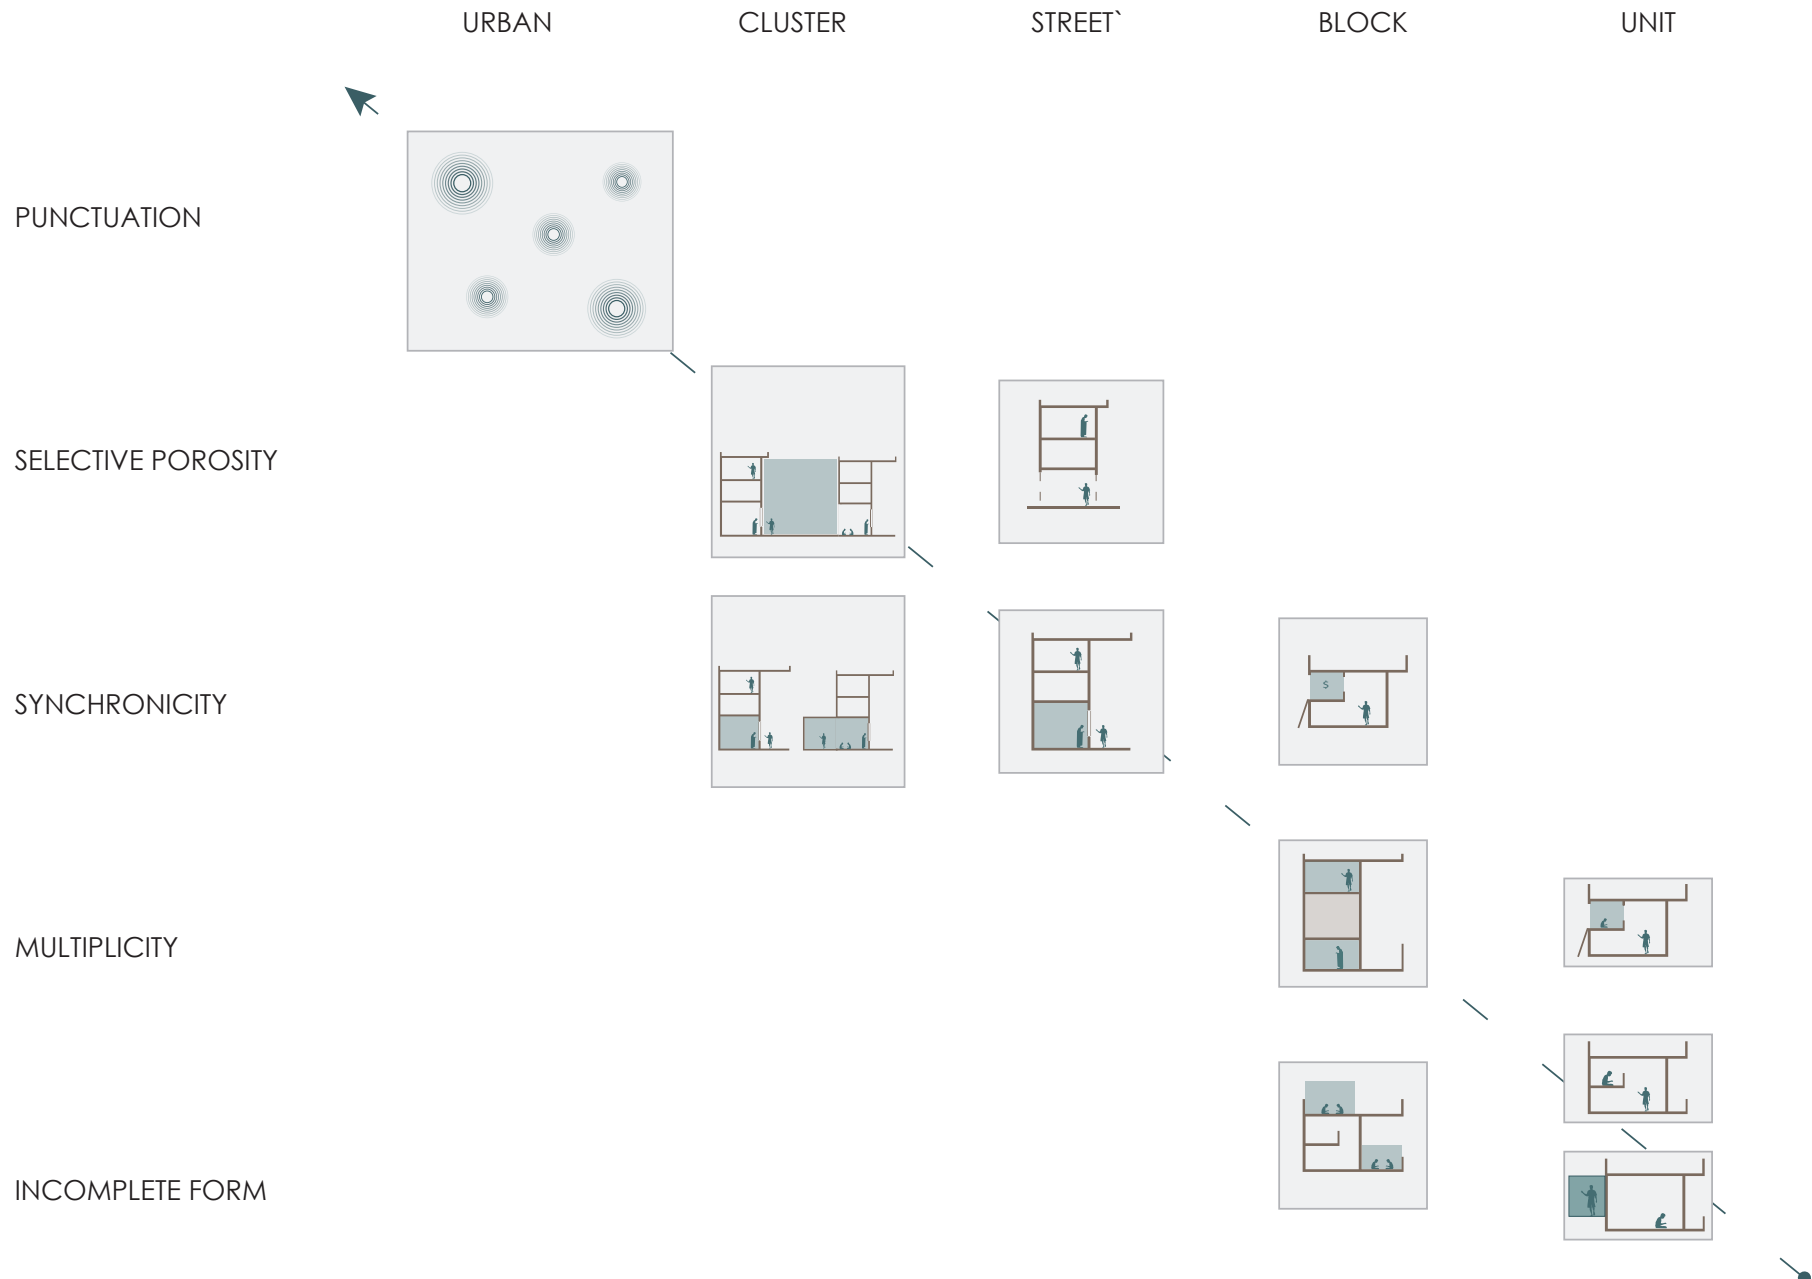 URBAN CLUSTER STREET` BLOCK UNIT
PUNCTUATION
SELECTIVE POROSITY
SYNCHRONICITY
$
MULTIPLICITY
INCOMPLETE FORM